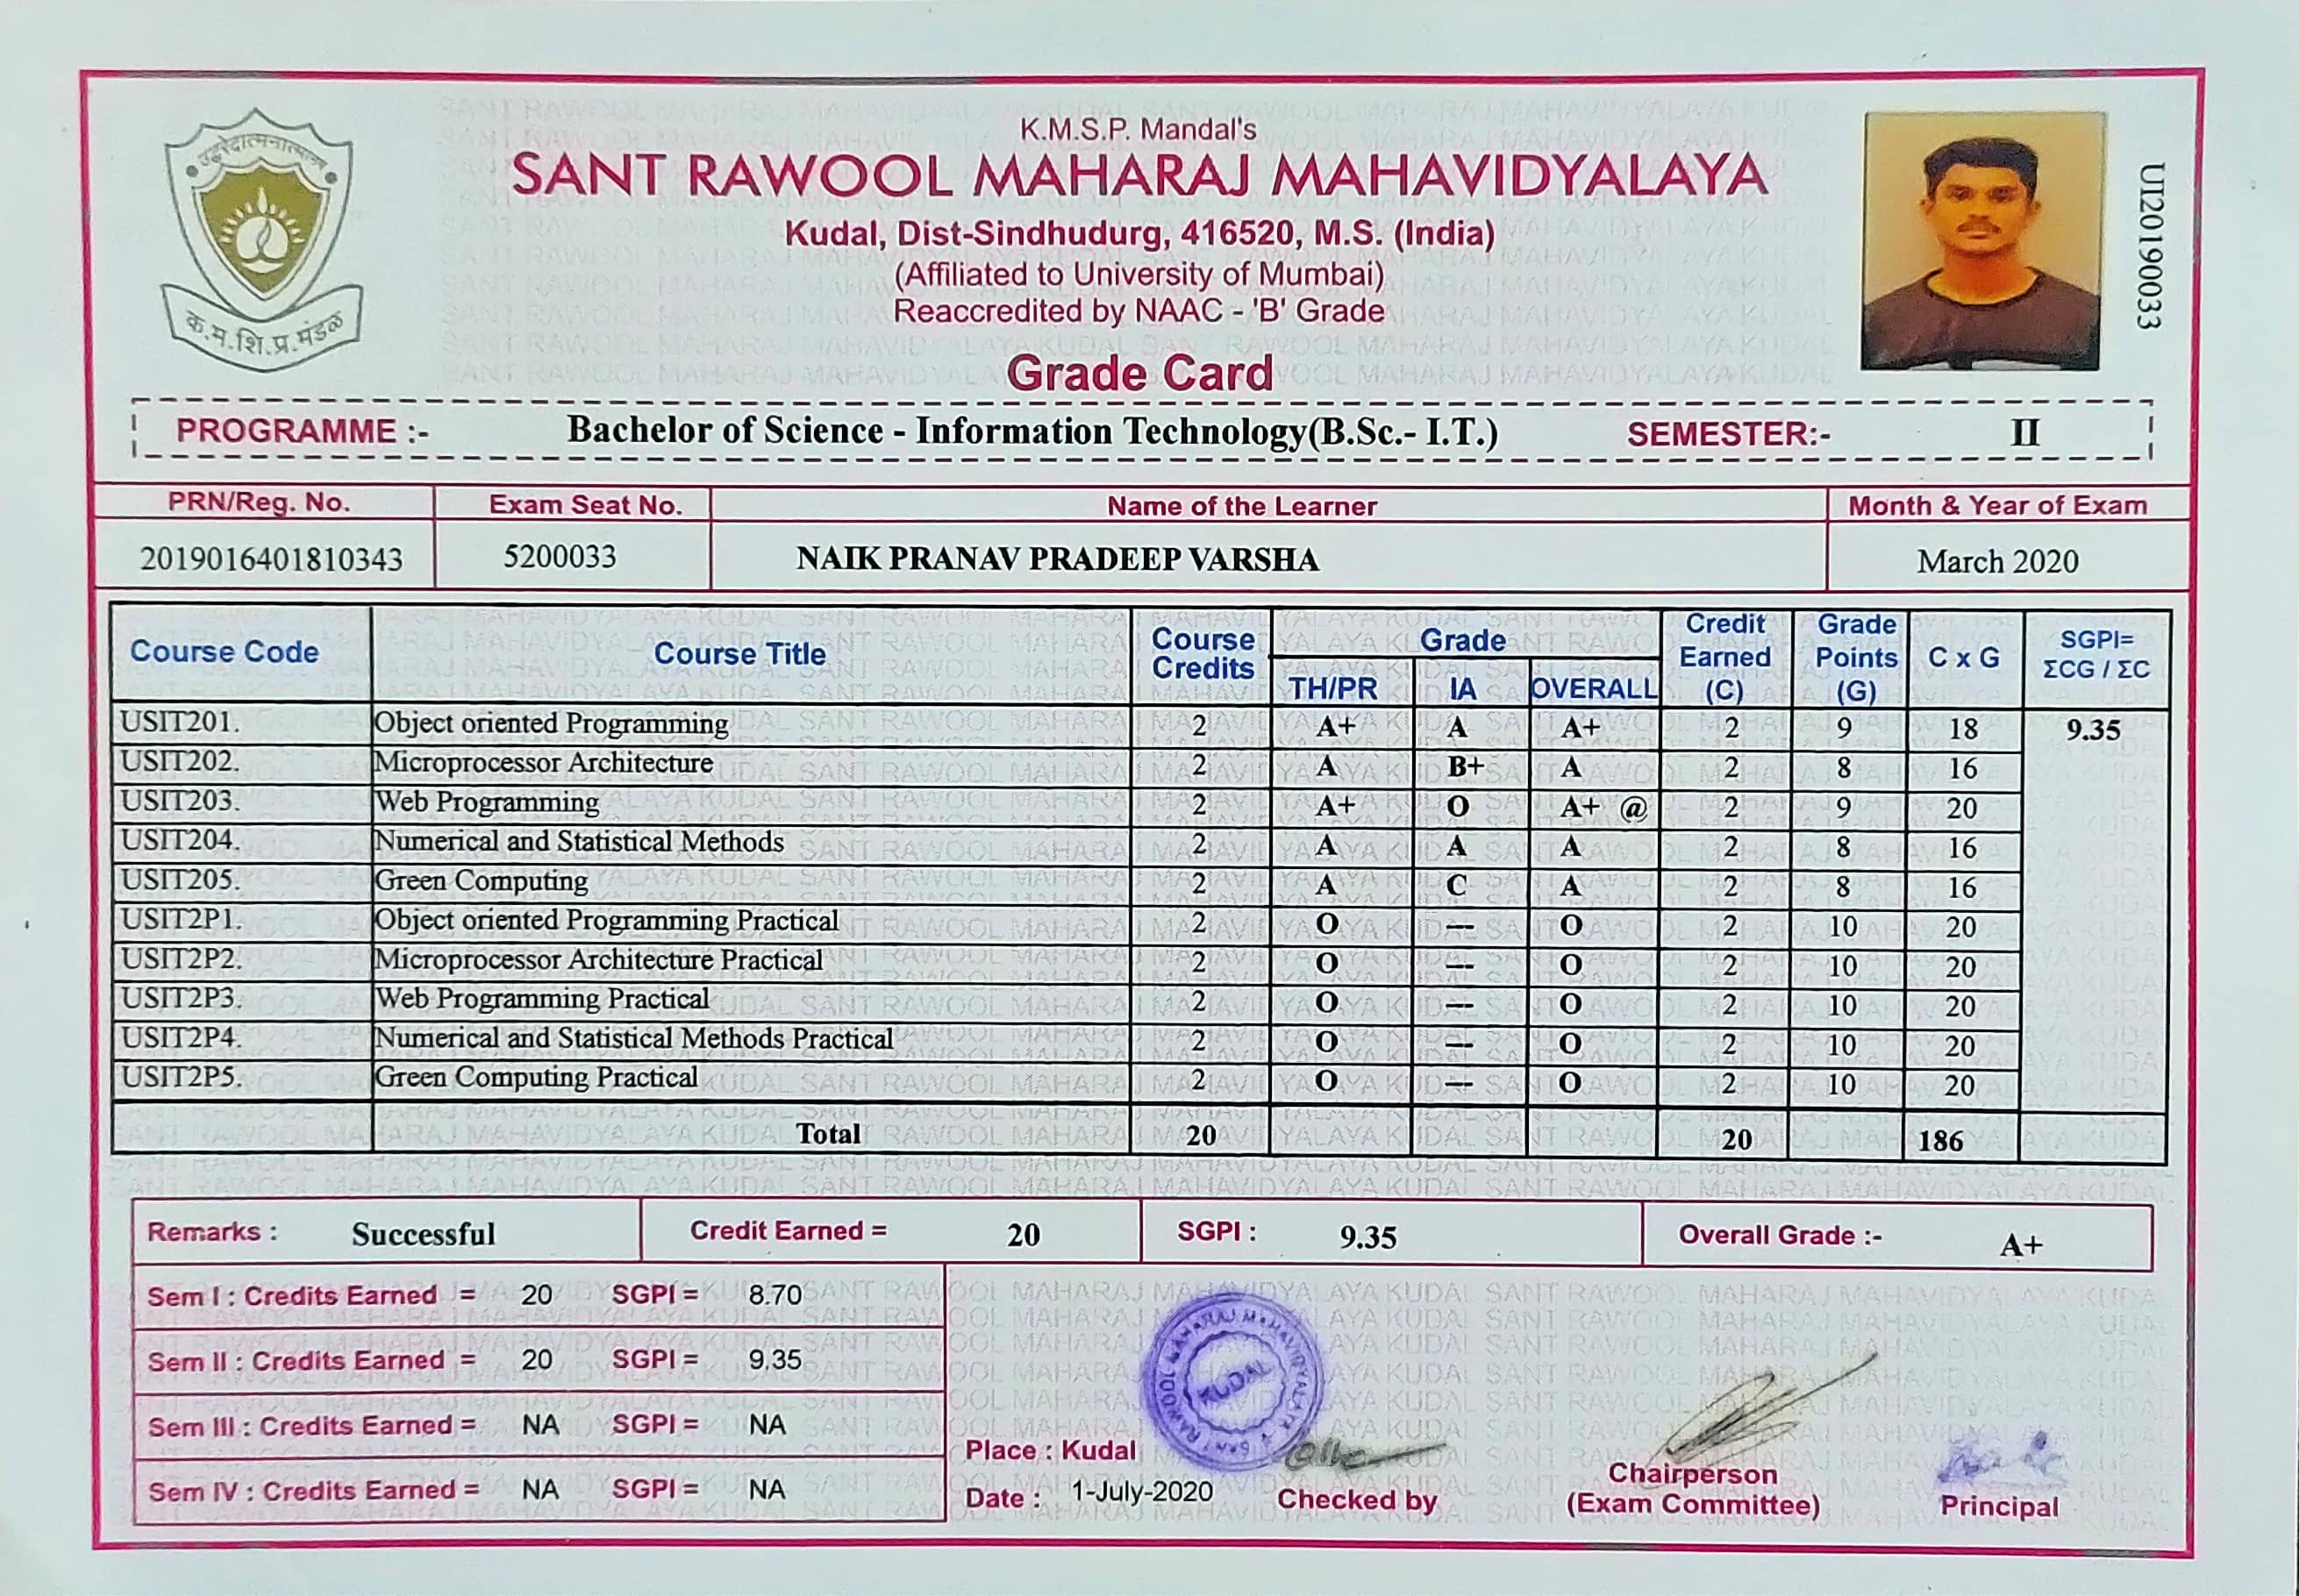 उद्धरेदात्मनात्मानम्
क.म.शि.प्र.मंडळ
K.M.S.P. Mandal's
SANT RAWOOL MAHARAJ MAHAVIDYALAYA
Kudal, Dist-Sindhudurg, 416520, M.S. (India)
(Affiliated to University of Mumbai)
Reaccredited by NAAC - 'B' Grade
Grade Card
UI20190033
PROGRAMME :- Bachelor of Science - Information Technology(B.Sc.- I.T.) SEMESTER:- II
PRN/Reg. No. Exam Seat No. Name of the Learner Month & Year of Exam
2019016401810343 5200033 NAIK PRANAV PRADEEP VARSHA March 2020
Course Code Course Title Course Credits Grade TH/PR IA OVERALL Credit Earned (C) Grade Points (G) C x G SGPI= ΣCG / ΣC
USIT201. Object oriented Programming 2 A+ A A+ 2 9 18 9.35
USIT202. Microprocessor Architecture 2 A B+ A 2 8 16
USIT203. Web Programming 2 A+ O A+ @ 2 9 20
USIT204. Numerical and Statistical Methods 2 A A A 2 8 16
USIT205. Green Computing 2 A C A 2 8 16
USIT2P1. Object oriented Programming Practical 2 O --- O 2 10 20
USIT2P2. Microprocessor Architecture Practical 2 O --- O 2 10 20
USIT2P3. Web Programming Practical 2 O --- O 2 10 20
USIT2P4. Numerical and Statistical Methods Practical 2 O --- O 2 10 20
USIT2P5. Green Computing Practical 2 O --- O 2 10 20
Total 20 20 186
Remarks : Successful Credit Earned = 20 SGPI : 9.35 Overall Grade :- A+
Sem I : Credits Earned = 20 SGPI = 8.70
Sem II : Credits Earned = 20 SGPI = 9.35
Sem III : Credits Earned = NA SGPI = NA
Sem IV : Credits Earned = NA SGPI = NA
SANT RAWOOL MAHARAJ MAHAVIDYALAYA
KUDAL
Place : Kudal
Date : 1-July-2020
Checked by
Chairperson
(Exam Committee)
Principal